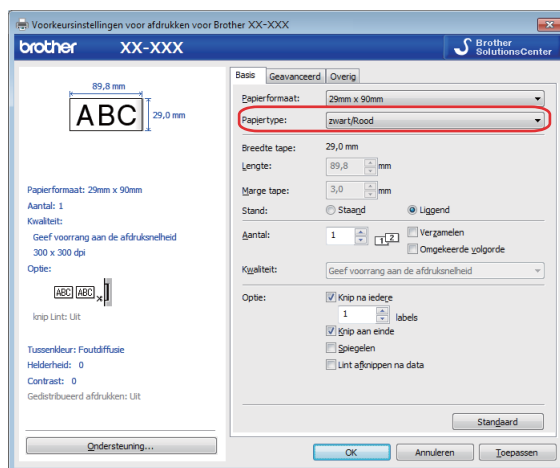 Voorkeursinstellingen voor afdrukken voor Brother XX-XXX
brother XX-XXX
Brother
SolutionsCenter
89,8 mm
ABC
29,0 mm
Papierformaat: 29mm x 90mm
Aantal: 1
Kwaliteit:
Geef voorrang aan de afdruksnelheid
300 x 300 dpi
Optie:
ABC ABC x
knip Lint: Uit
Tussenkleur: Foutdiffusie
Helderheid: 0
Contrast: 0
Gedistribueerd afdrukken: Uit
Ondersteuning...
Basis Geavanceerd Overig
Papierformaat: 29mm x 90mm
Papiertype: zwart/Rood
Breedte tape: 29,0 mm
Lengte: 89,8 mm
Marge tape: 3,0 mm
Stand: Staand Liggend
Aantal: 1 1 2 Verzamelen
Omgekeerde volgorde
Kwaliteit: Geef voorrang aan de afdruksnelheid
Optie: Knip na iedere
1 labels
Knip aan einde
Spiegelen
Lint afknippen na data
Standaard
OK Annuleren Toepassen